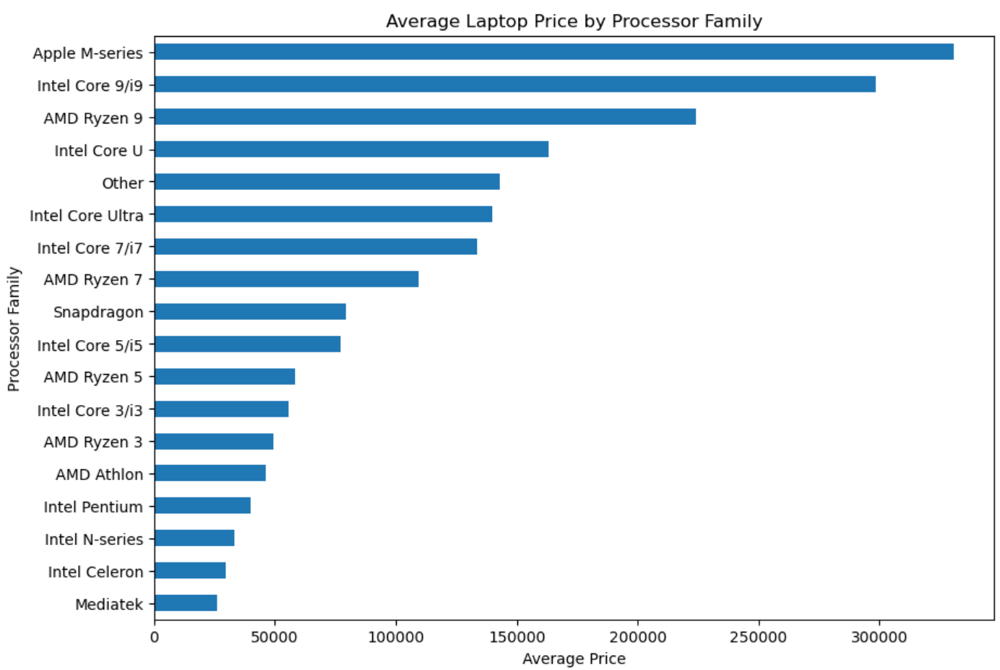 Average Laptop Price by Processor Family
Apple M-series
Intel Core 9/i9
AMD Ryzen 9
Intel Core U
Other
Intel Core Ultra
Intel Core 7/i7
AMD Ryzen 7
Snapdragon
Intel Core 5/i5
AMD Ryzen 5
Intel Core 3/i3
AMD Ryzen 3
AMD Athlon
Intel Pentium
Intel N-series
Intel Celeron
Mediatek
Processor Family
0 50000 100000 150000 200000 250000 300000
Average Price